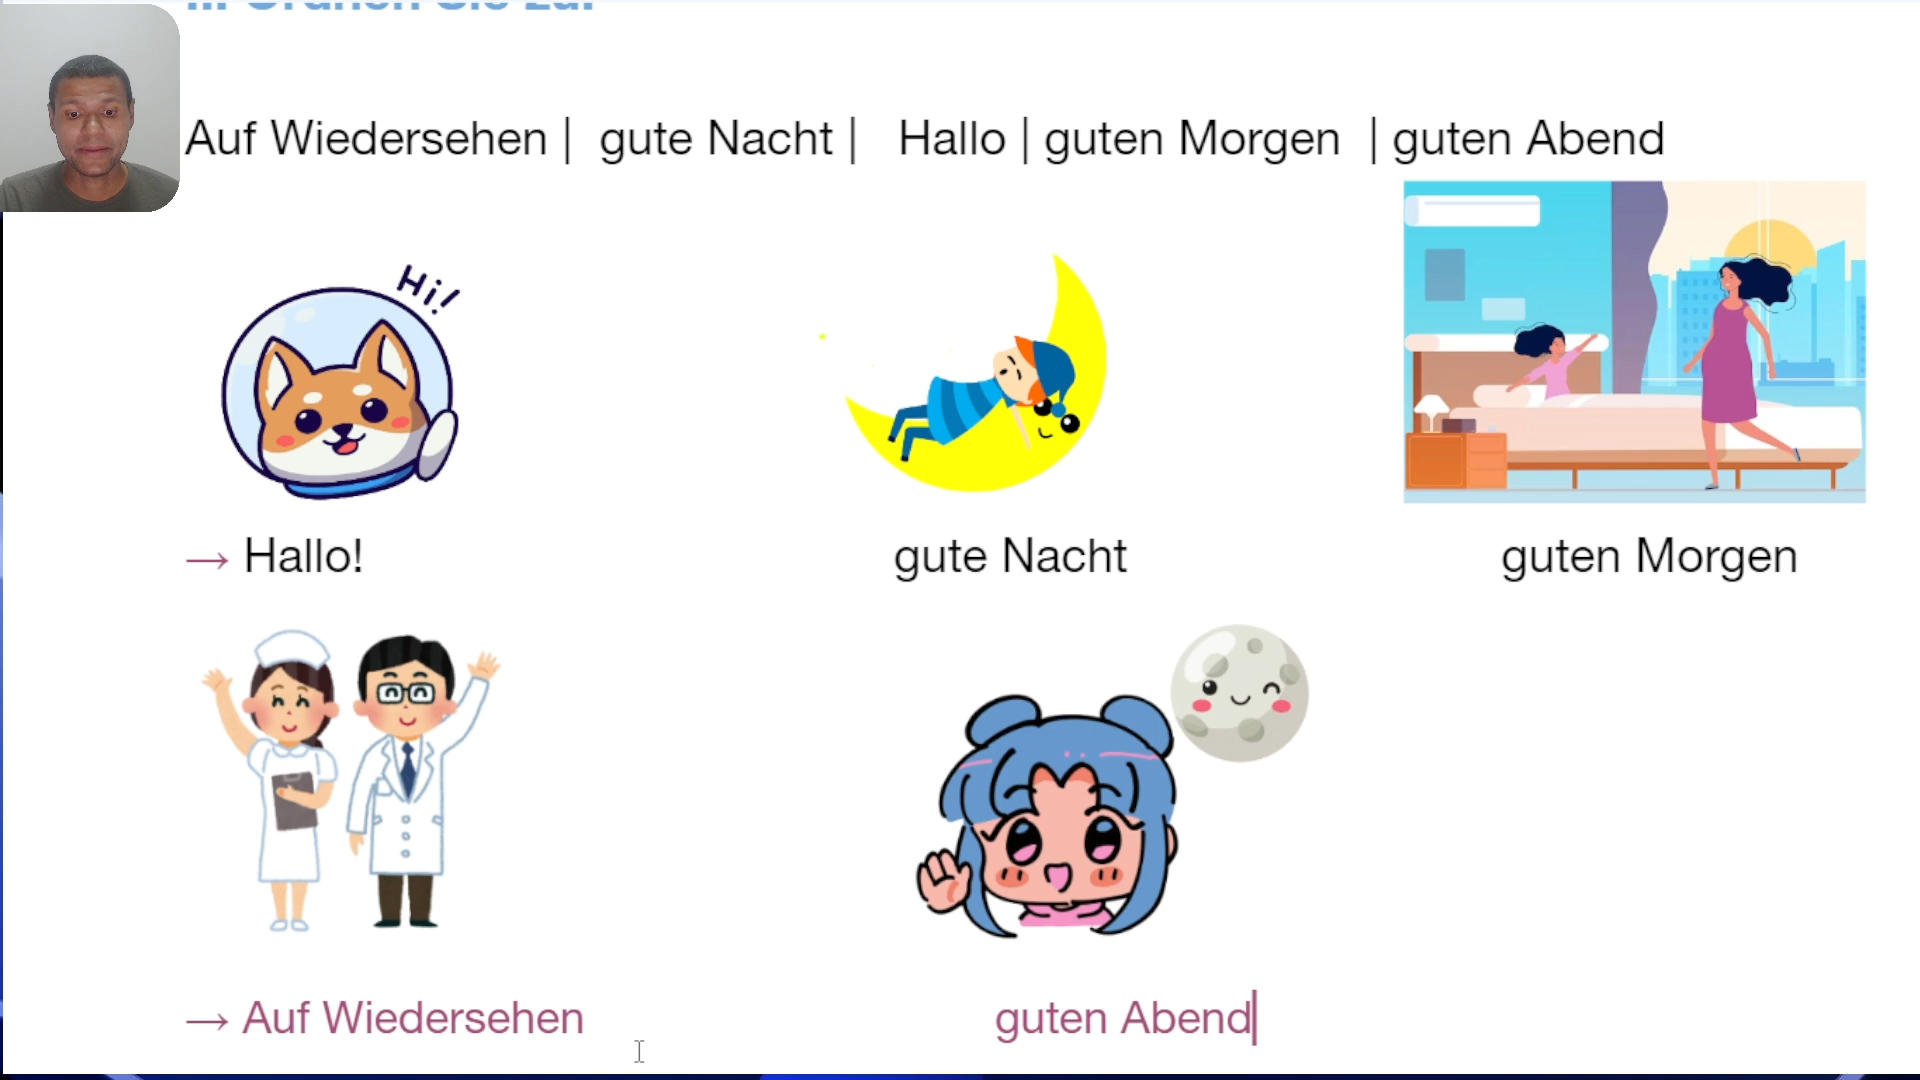 Auf Wiedersehen | gute Nacht | Hallo | guten Morgen | guten Abend
Hi!
→ Hallo!
gute Nacht
guten Morgen
→ Auf Wiedersehen
guten Abend